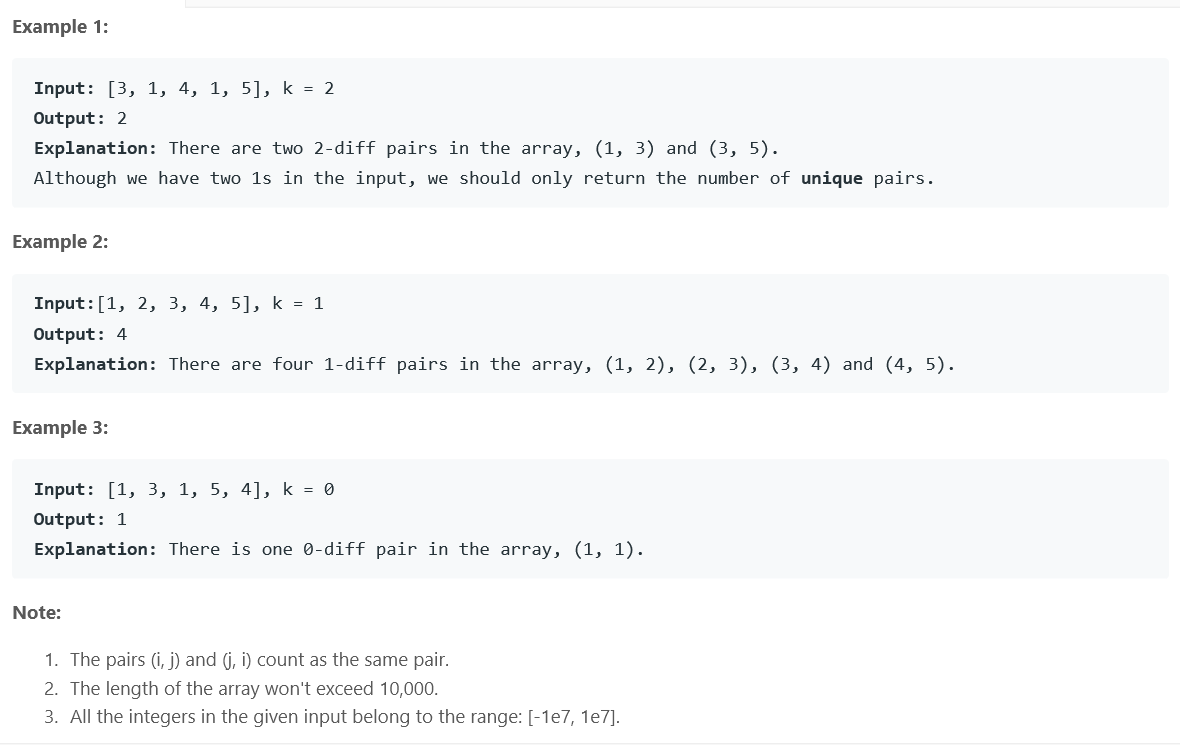 Example 1:
Input: [3, 1, 4, 1, 5], k = 2
Output: 2
Explanation: There are two 2-diff pairs in the array, (1, 3) and (3, 5).
Although we have two 1s in the input, we should only return the number of unique pairs.
Example 2:
Input:[1, 2, 3, 4, 5], k = 1
Output: 4
Explanation: There are four 1-diff pairs in the array, (1, 2), (2, 3), (3, 4) and (4, 5).
Example 3:
Input: [1, 3, 1, 5, 4], k = 0
Output: 1
Explanation: There is one 0-diff pair in the array, (1, 1).
Note:
1. The pairs (i, j) and (j, i) count as the same pair.
2. The length of the array won't exceed 10,000.
3. All the integers in the given input belong to the range: [-1e7, 1e7].